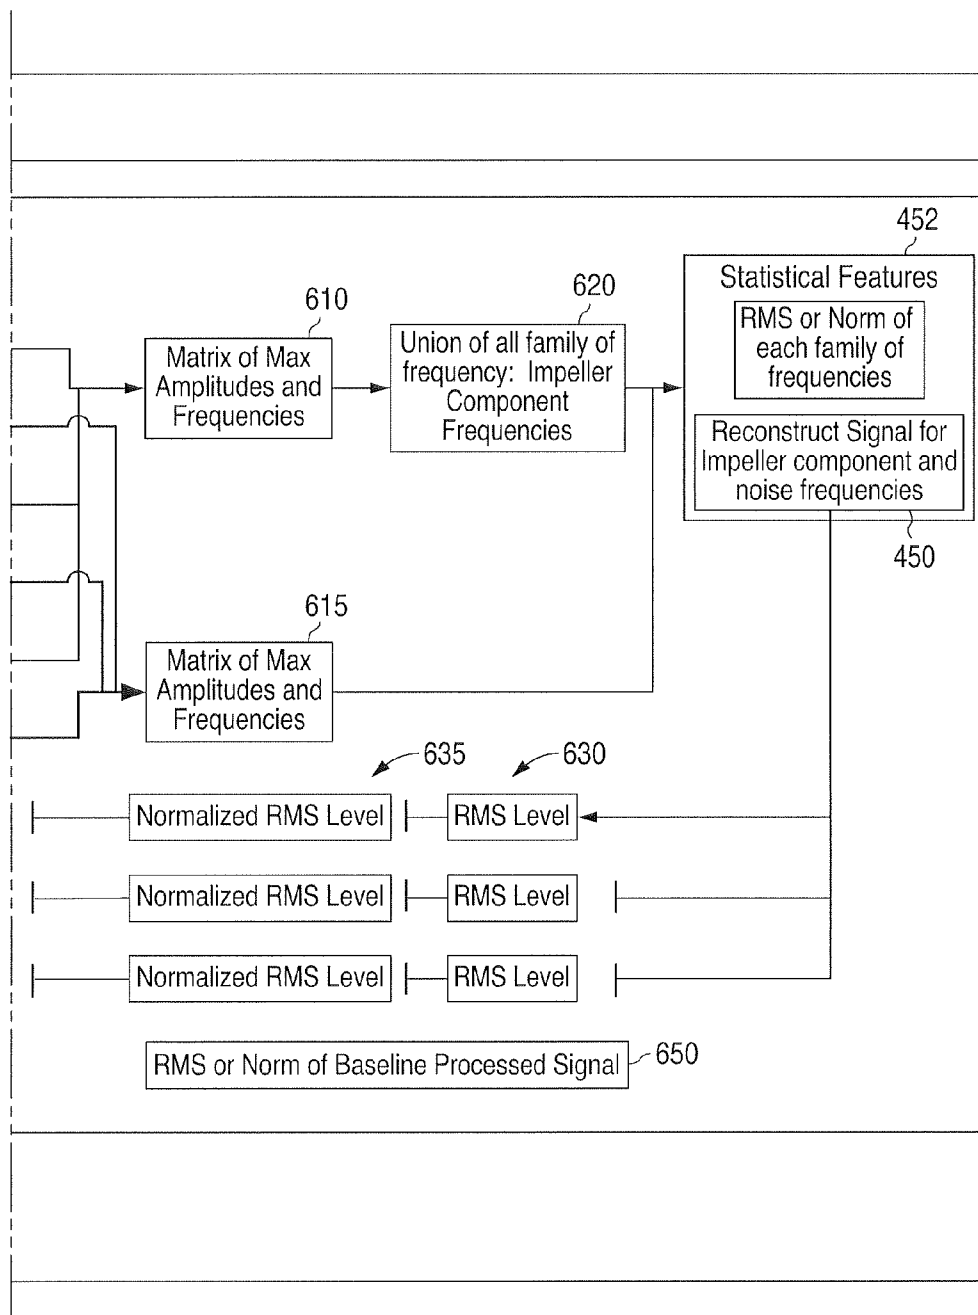 452
Statistical Features
RMS or Norm of
each family of
frequencies
Reconstruct Signal for
Impeller component and
noise frequencies
450
620
Union of all family of
frequency: Impeller
Component
Frequencies
610
Matrix of Max
Amplitudes and
Frequencies
615
Matrix of Max
Amplitudes and
Frequencies
635
630
Normalized RMS Level
RMS Level
Normalized RMS Level
RMS Level
Normalized RMS Level
RMS Level
RMS or Norm of Baseline Processed Signal
650